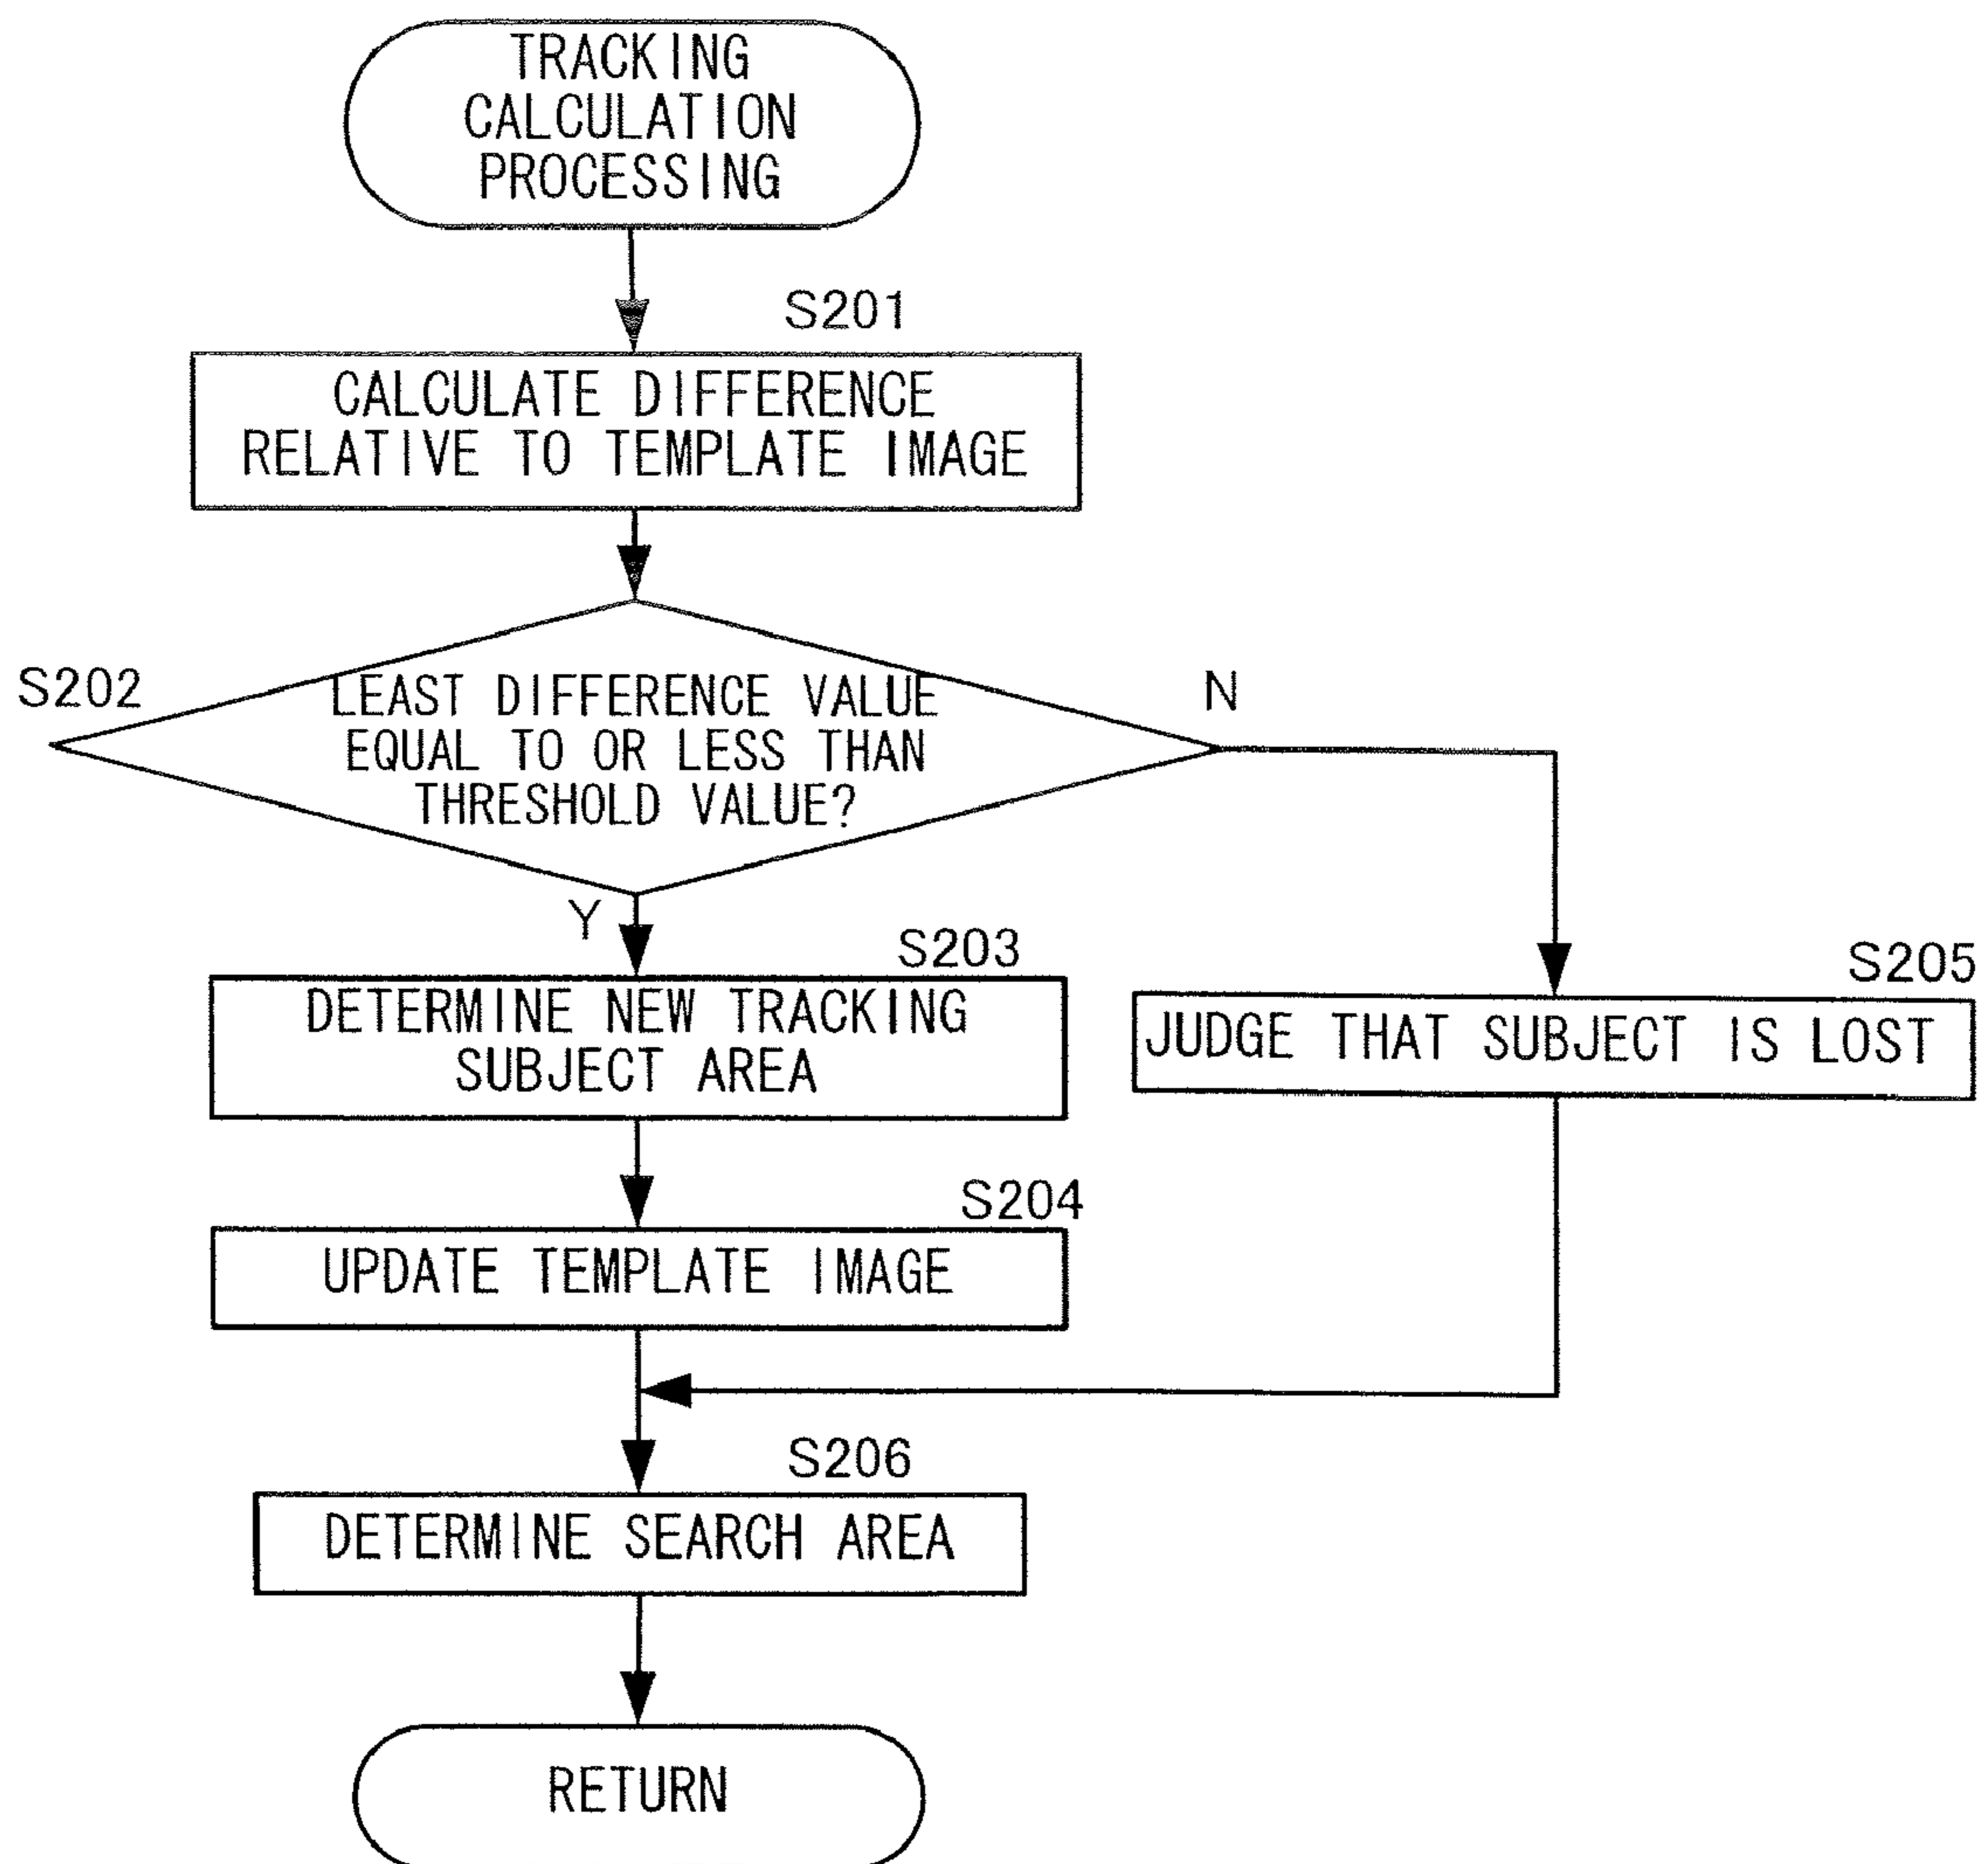 TRACKING
CALCULATION
PROCESSING
S201
CALCULATE DIFFERENCE
RELATIVE TO TEMPLATE IMAGE
S202
LEAST DIFFERENCE VALUE
EQUAL TO OR LESS THAN
THRESHOLD VALUE?
N
Y
S203
DETERMINE NEW TRACKING
SUBJECT AREA
S205
JUDGE THAT SUBJECT IS LOST
S204
UPDATE TEMPLATE IMAGE
S206
DETERMINE SEARCH AREA
RETURN